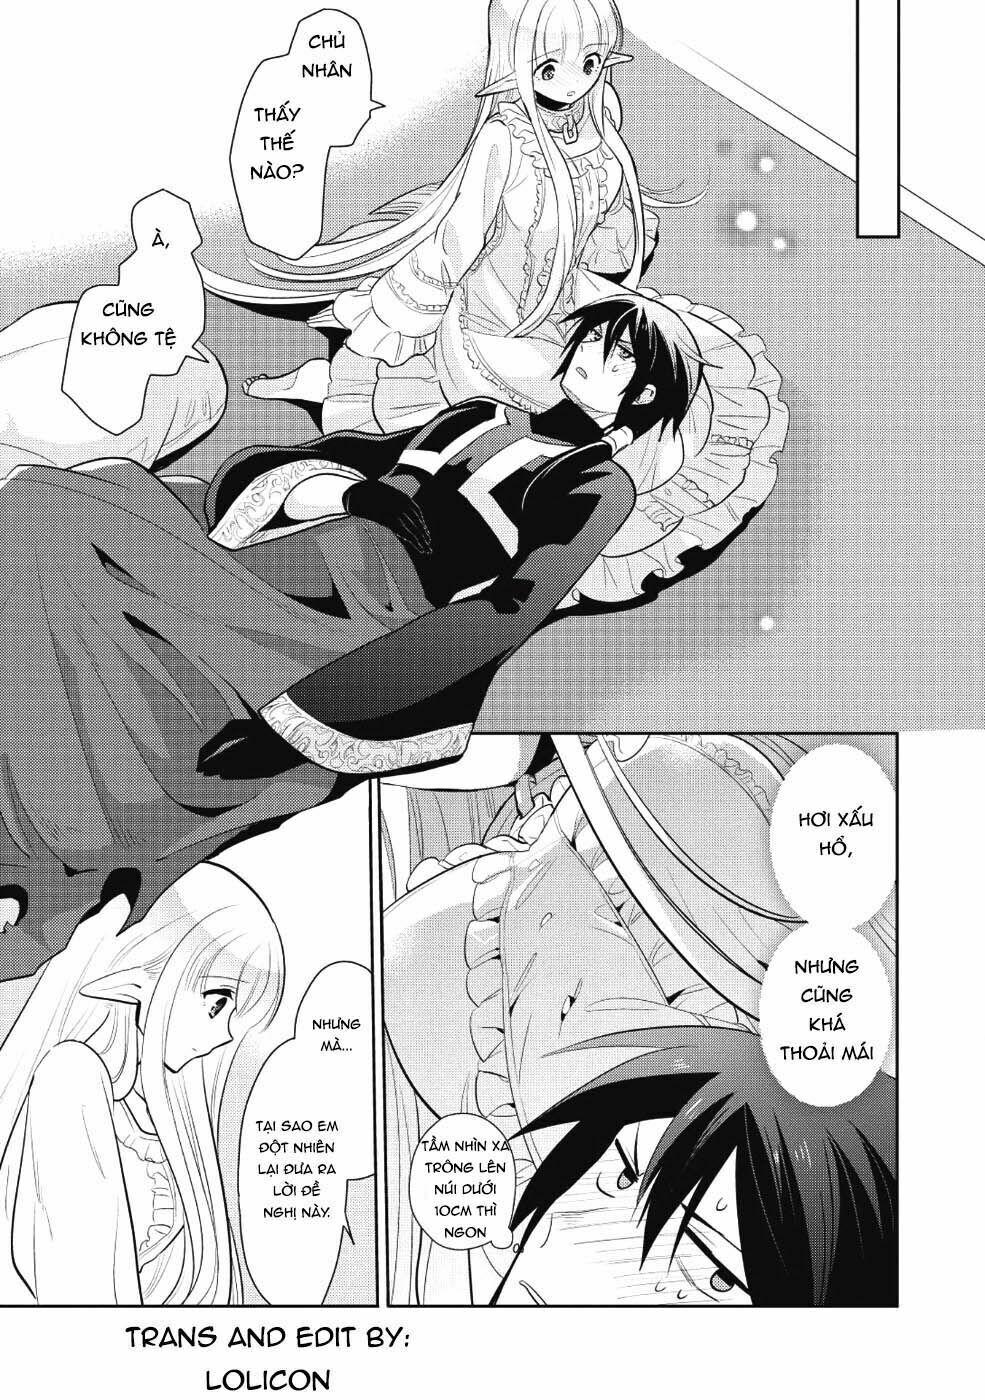 CHỦ
NHÂN
THẤY
THẾ
NÀO?
À,
CŨNG
KHÔNG TỆ
HƠI XẤU
HỔ,
NHƯNG
CŨNG
KHÁ
THOẢI MÁI
TẦM NHÌN XA
TRÔNG LÊN
NÚI DƯỚI
10CM THÌ
NGON
NHƯNG
MÀ...
TẠI SAO EM
ĐỘT NHIÊN
LẠI ĐƯA RA
LỜI ĐỀ
NGHỊ NÀY.
TRANS AND EDIT BY:
LOLICON